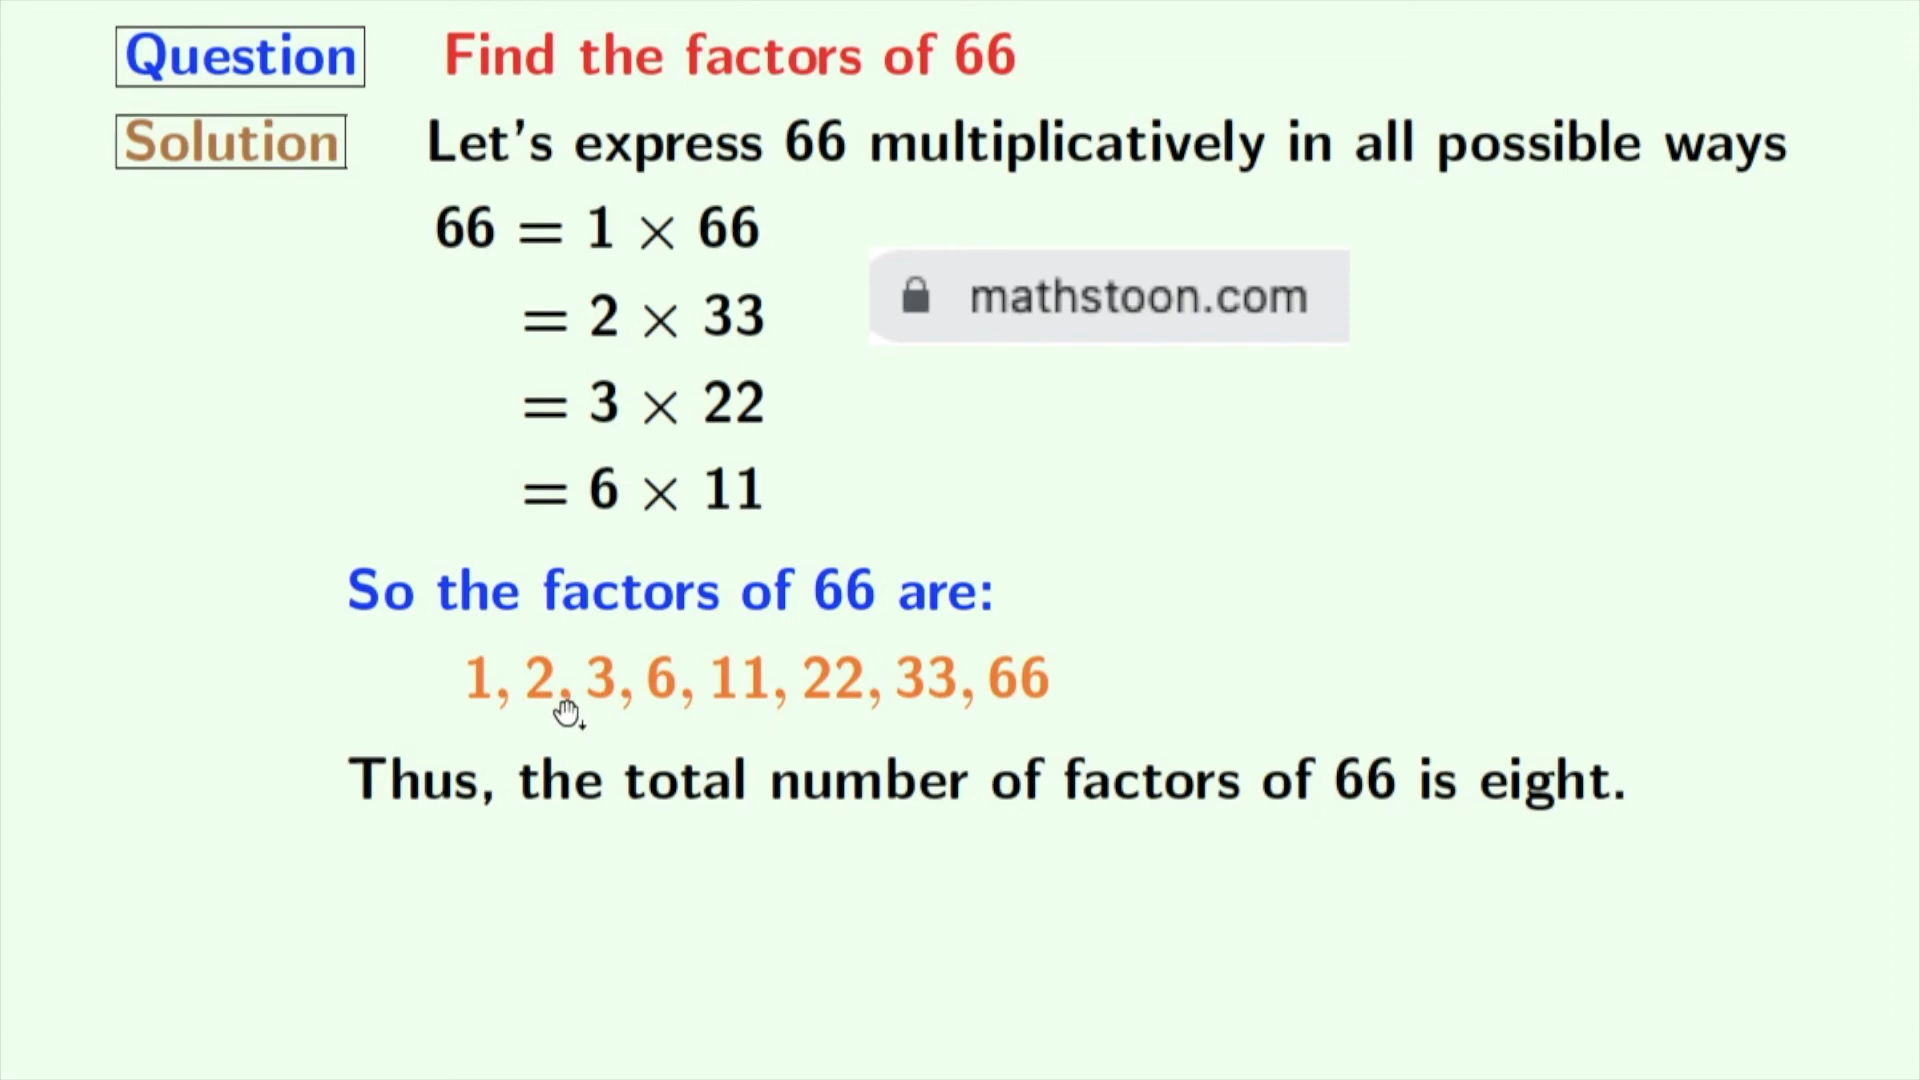 Question Find the factors of 66
Solution Let's express 66 multiplicatively in all possible ways
66 = 1 × 66
= 2 × 33
mathstoon.com
= 3 × 22
= 6 × 11
So the factors of 66 are:
1, 2, 3, 6, 11, 22, 33, 66
Thus, the total number of factors of 66 is eight.